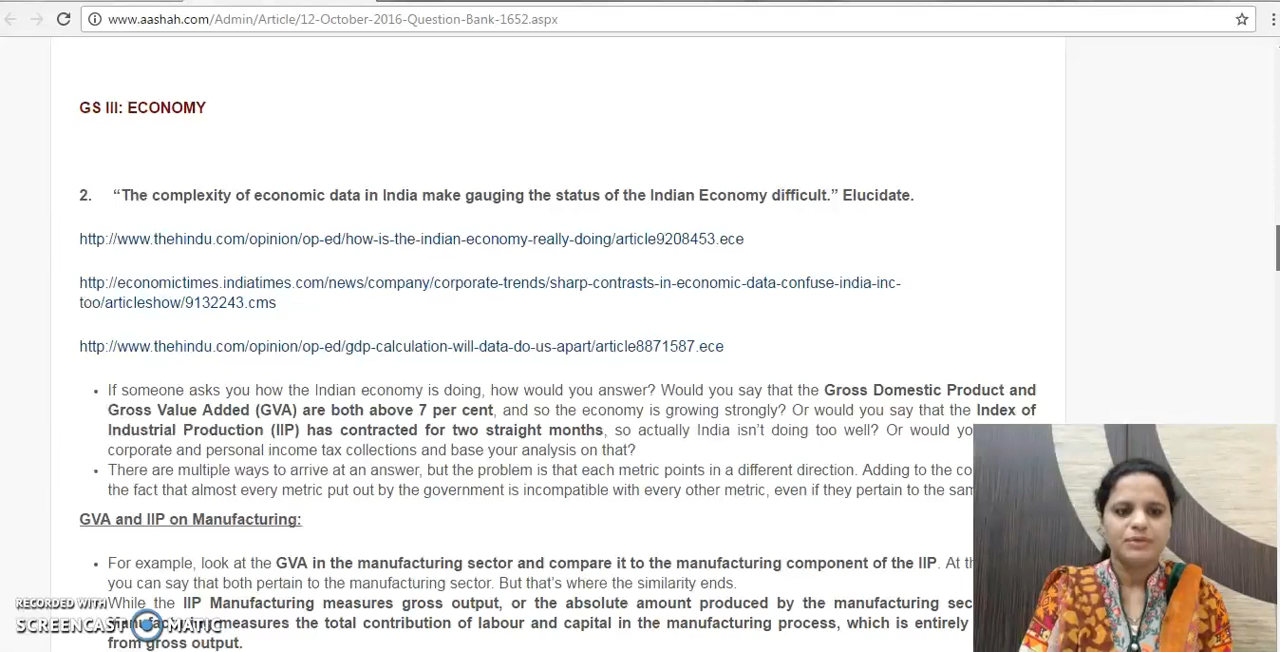 www.aashah.com/Admin/Article/12-October-2016-Question-Bank-1652.aspx
GS III: ECONOMY
2. “The complexity of economic data in India make gauging the status of the Indian Economy difficult.” Elucidate.
http://www.thehindu.com/opinion/op-ed/how-is-the-indian-economy-really-doing/article9208453.ece
http://economictimes.indiatimes.com/news/company/corporate-trends/sharp-contrasts-in-economic-data-confuse-india-inc-
too/articleshow/9132243.cms
http://www.thehindu.com/opinion/op-ed/gdp-calculation-will-data-do-us-apart/article8871587.ece
• If someone asks you how the Indian economy is doing, how would you answer? Would you say that the Gross Domestic Product and
Gross Value Added (GVA) are both above 7 per cent, and so the economy is growing strongly? Or would you say that the Index of
Industrial Production (IIP) has contracted for two straight months, so actually India isn’t doing too well? Or would
corporate and personal income tax collections and base your analysis on that?
• There are multiple ways to arrive at an answer, but the problem is that each metric points in a different direction. Adding to the
the fact that almost every metric put out by the government is incompatible with every other metric, even if they pertain to the
GVA and IIP on Manufacturing:
• For example, look at the GVA in the manufacturing sector and compare it to the manufacturing component of the IIP. At
you can say that both pertain to the manufacturing sector. But that’s where the similarity ends.
While the IIP Manufacturing measures gross output, or the absolute amount produced by the manufacturing
measures the total contribution of labour and capital in the manufacturing process, which is entirely
from gross output.
RECORDED WITH
SCREENCAST MATIC